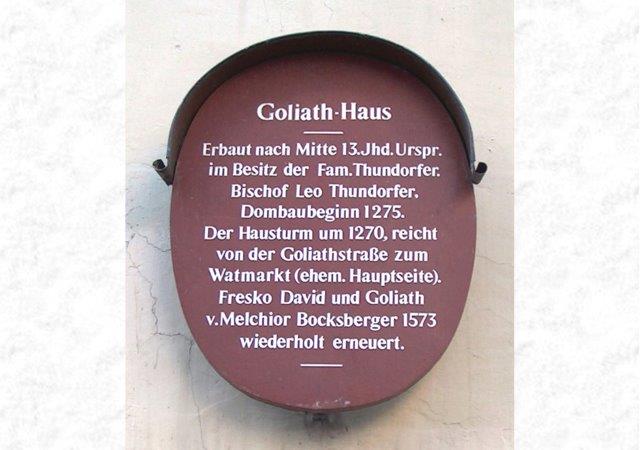 Goliath-Haus
Erbaut nach Mitte 13.Jhd. Urspr.
im Besitz der Fam.Thundorfer.
Bischof Leo Thundorfer,
Dombaubeginn 1275.
Der Hausturm um 1270, reicht
von der Goliathstraße zum
Watmarkt (ehem. Hauptseite).
Fresko David und Goliath
v.Melchior Bocksberger 1573
wiederholt erneuert.